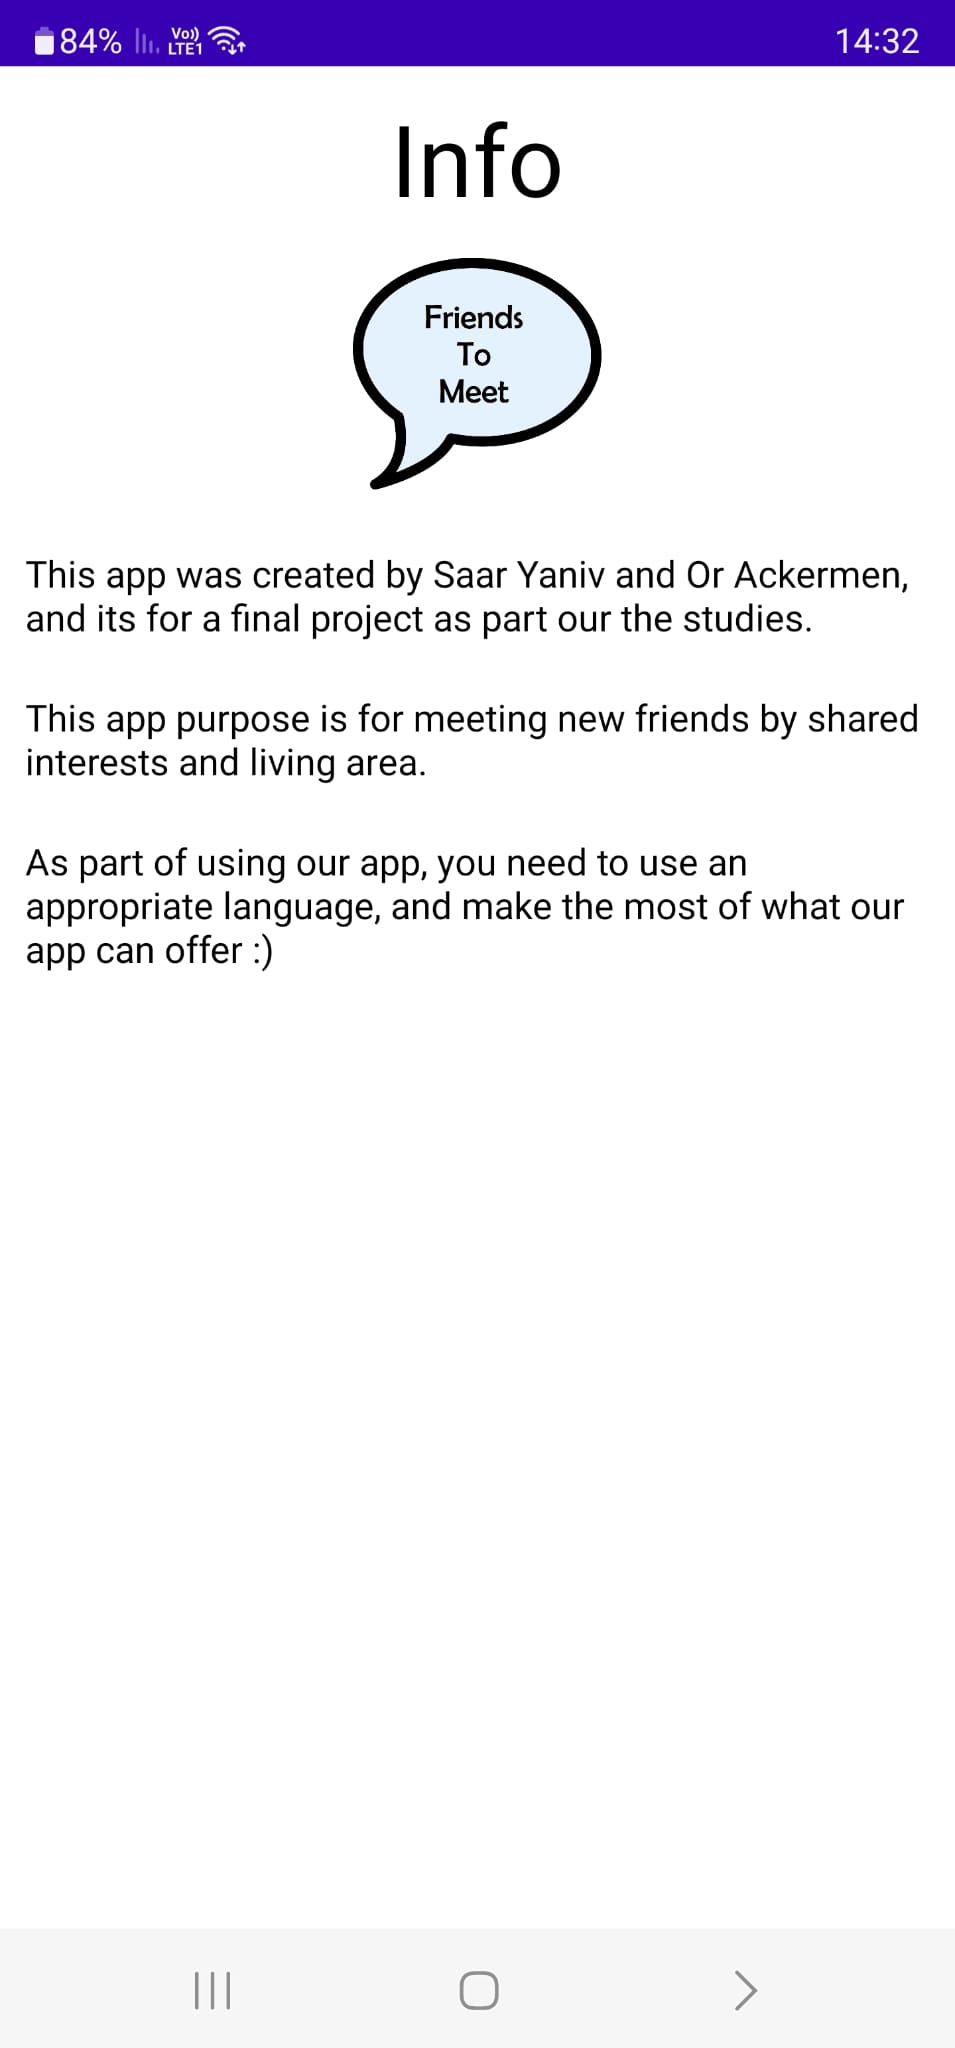 84% Vo)) LTE1 14:32
Info
Friends
To
Meet
This app was created by Saar Yaniv and Or Ackermen,
and its for a final project as part our the studies.
This app purpose is for meeting new friends by shared
interests and living area.
As part of using our app, you need to use an
appropriate language, and make the most of what our
app can offer :)